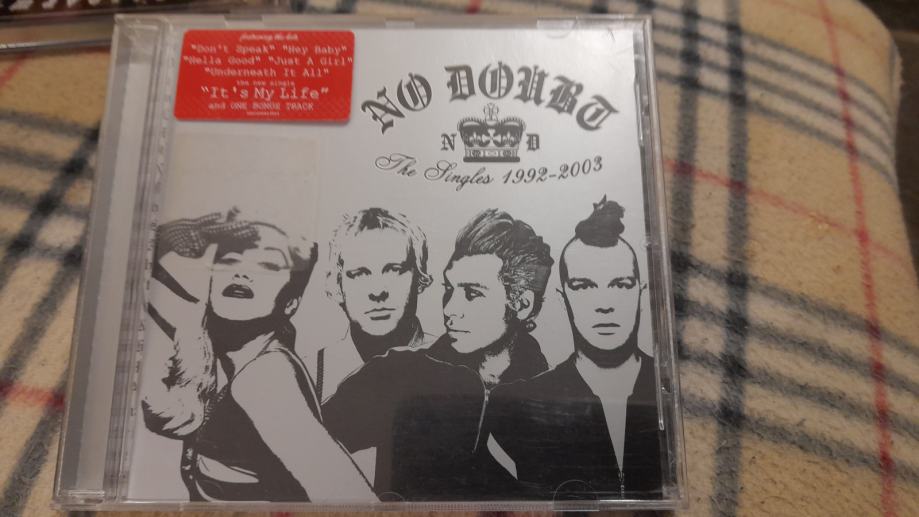 featuring the hits
"Don't Speak" "Hey Baby"
"Hella Good" "Just A Girl"
"Underneath It All"
the new single
"It's My Life"
and ONE BONUS TRACK
NO DOUBT
N D
The Singles 1992-2003